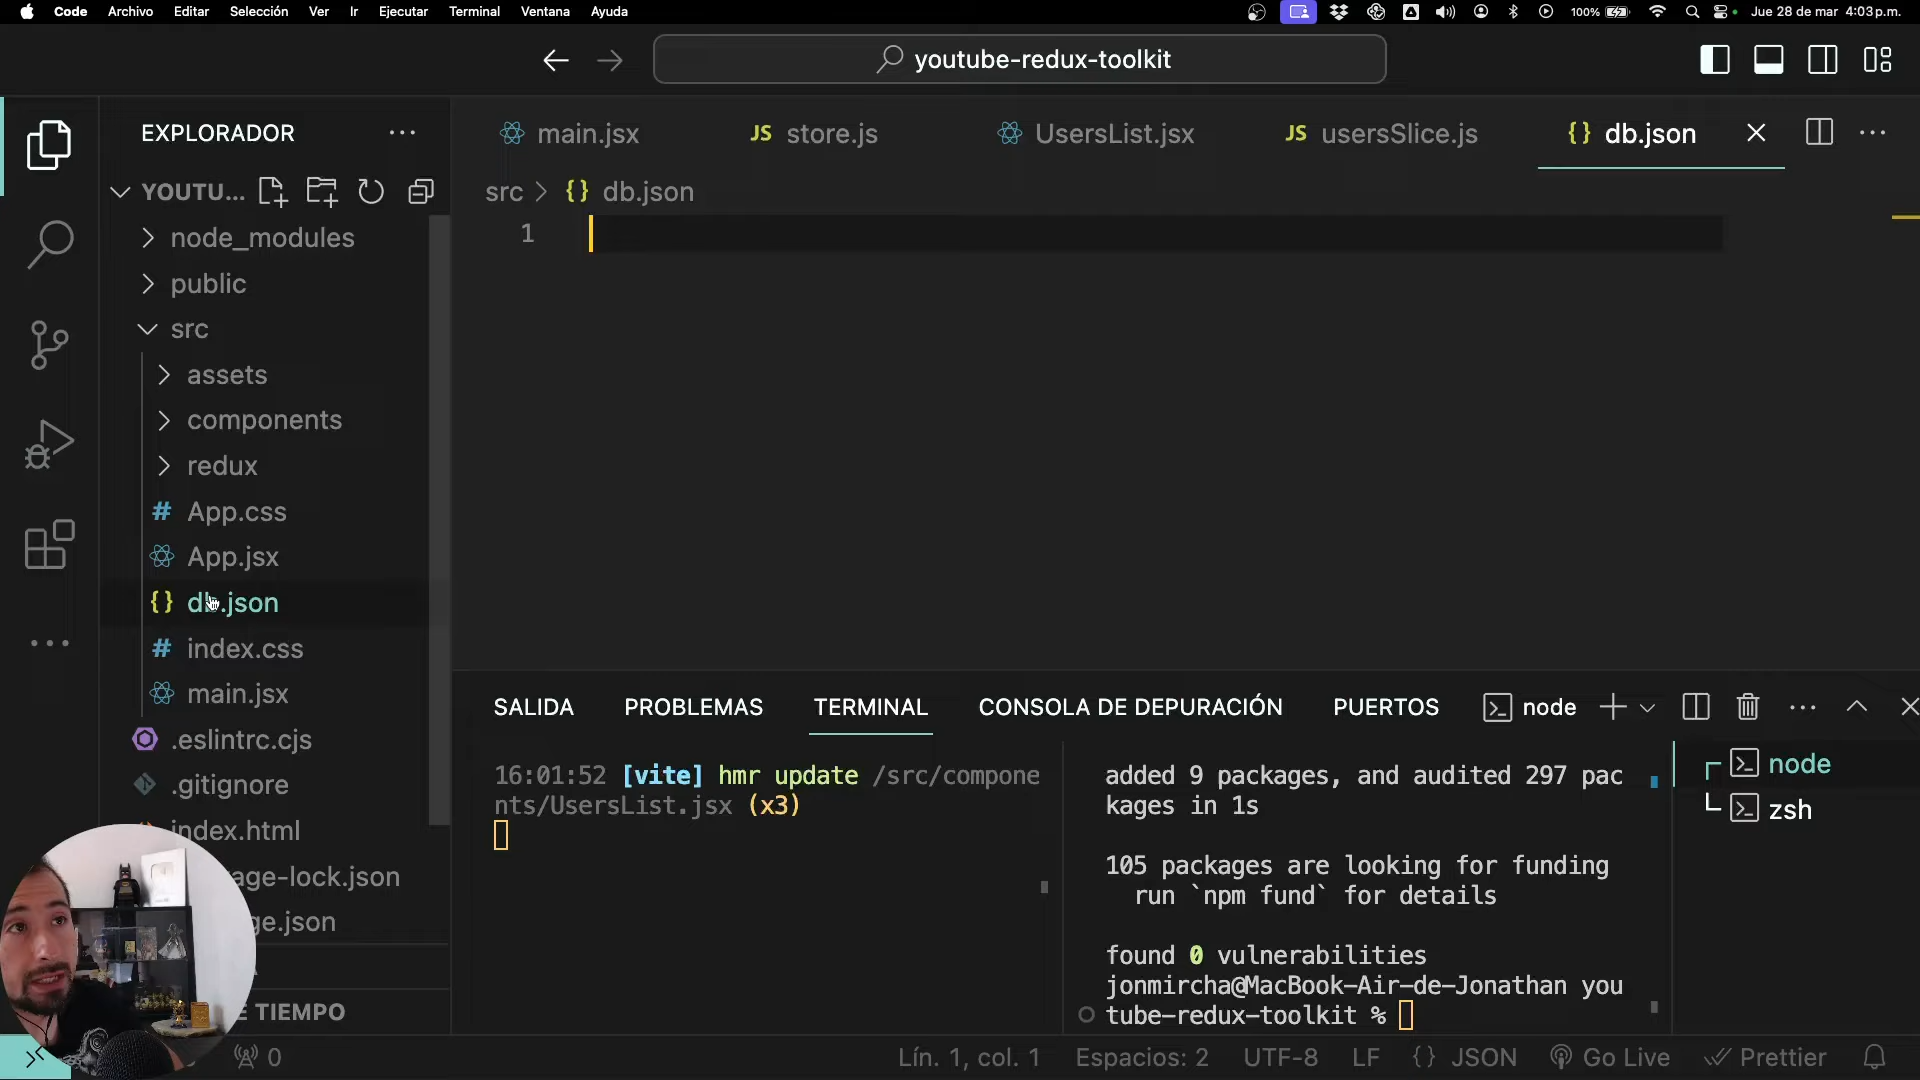 Code Archivo Editar Selección Ver Ir Ejecutar Terminal Ventana Ayuda 100% Jue 28 de mar 4:03 p.m.
youtube-redux-toolkit
EXPLORADOR
YOUTU...
node_modules
public
src
assets
components
redux
App.css
App.jsx
db.json
index.css
main.jsx
.eslintrc.cjs
.gitignore
index.html
age-lock.json
ge.json
E TIEMPO
main.jsx JS store.js UsersList.jsx JS usersSlice.js {} db.json
src > {} db.json
1
SALIDA PROBLEMAS TERMINAL CONSOLA DE DEPURACIÓN PUERTOS node
16:01:52 [vite] hmr update /src/compone
nts/UsersList.jsx (x3)
added 9 packages, and audited 297 pac
kages in 1s
105 packages are looking for funding
run `npm fund` for details
found 0 vulnerabilities
jonmircha@MacBook-Air-de-Jonathan you
tube-redux-toolkit %
node
zsh
0 Lín. 1, col. 1 Espacios: 2 UTF-8 LF {} JSON Go Live Prettier